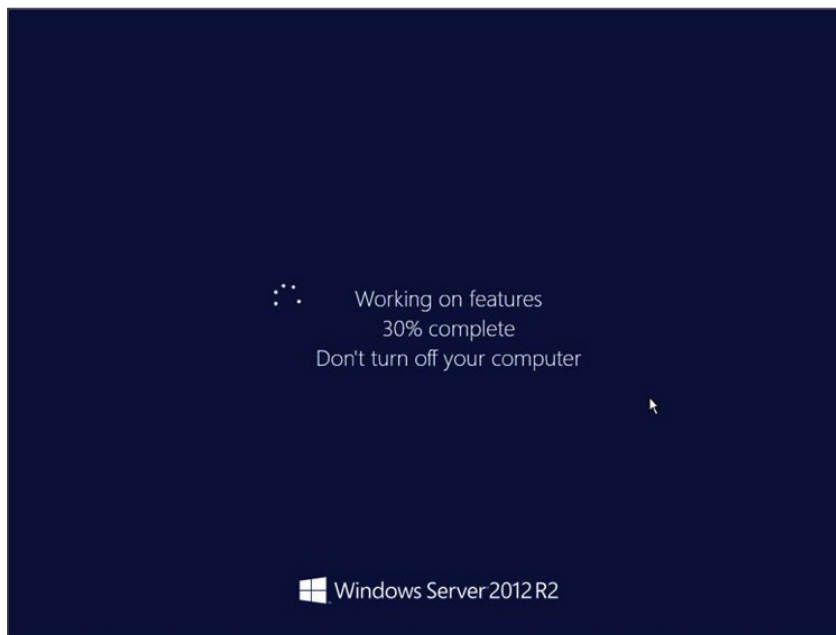 Working on features
30% complete
Don't turn off your computer
Windows Server 2012 R2